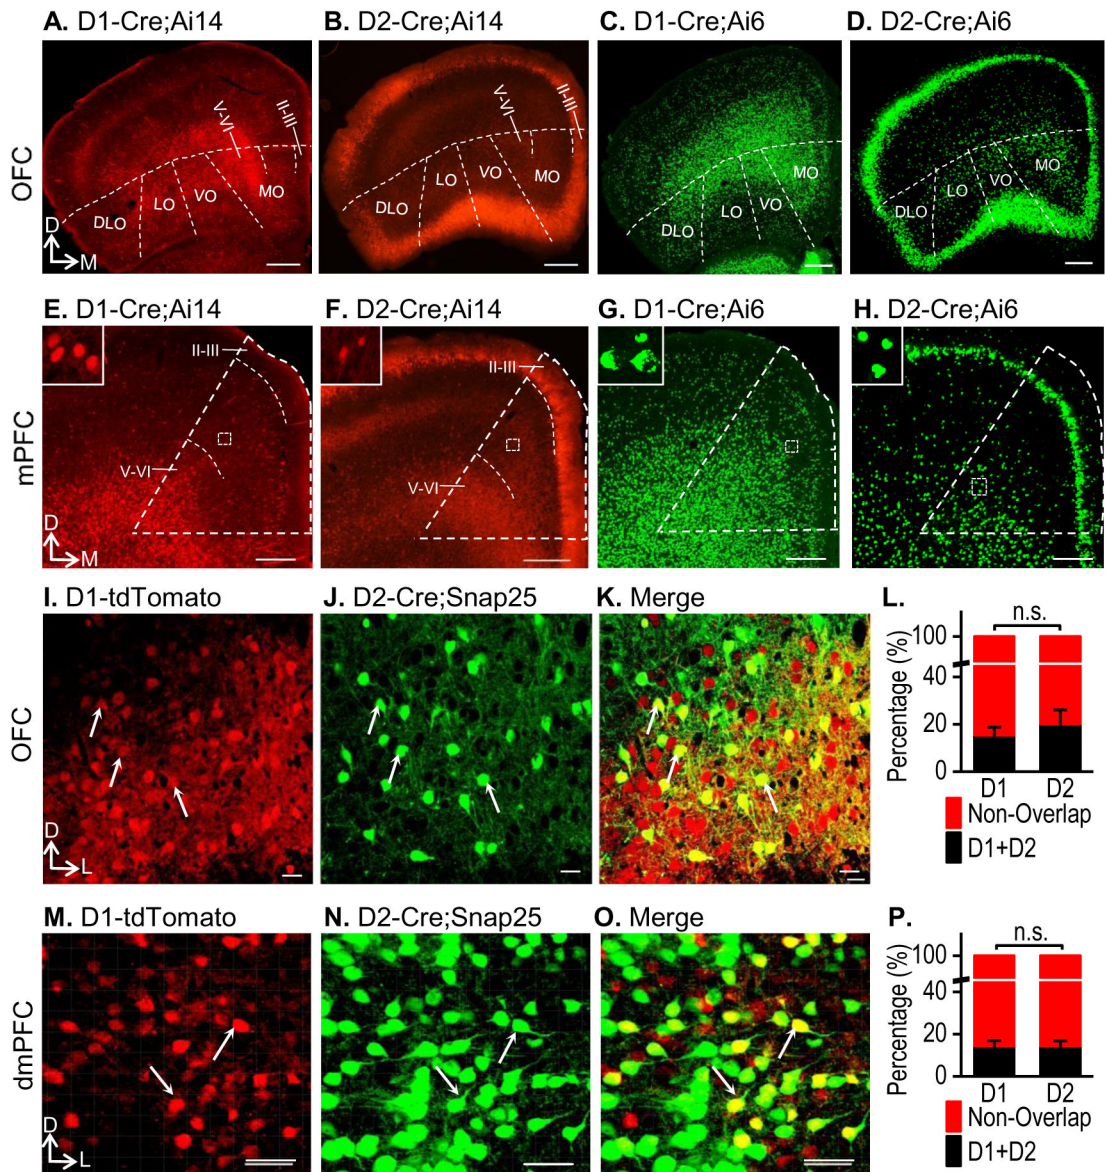 A. D1-Cre;Ai14
B. D2-Cre;Ai14
C. D1-Cre;Ai6
D. D2-Cre;Ai6
OFC
V-VI
II-III
DLO
LO
VO
MO
D
M
V-VI
II-III
DLO
LO
VO
MO
DLO
LO
VO
MO
DLO
LO
VO
MO
E. D1-Cre;Ai14
F. D2-Cre;Ai14
G. D1-Cre;Ai6
H. D2-Cre;Ai6
mPFC
II-III
V-VI
D
M
II-III
V-VI
I. D1-tdTomato
J. D2-Cre;Snap25
K. Merge
L.
OFC
D
L
n.s.
Percentage (%)
100
40
20
0
D1 D2
Non-Overlap
D1+D2
M. D1-tdTomato
N. D2-Cre;Snap25
O. Merge
P.
dmPFC
D
L
n.s.
Percentage (%)
100
40
20
0
D1 D2
Non-Overlap
D1+D2